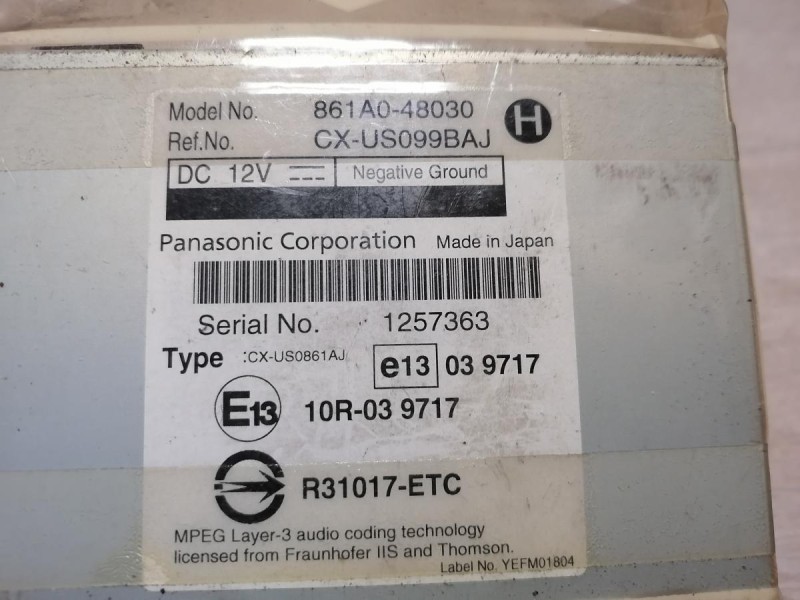 Model No. 861A0-48030 H
Ref.No. CX-US099BAJ
DC 12V Negative Ground
Panasonic Corporation Made in Japan
Serial No. 1257363
Type :CX-US0861AJ e13 03 9717
E13 10R-03 9717
R31017-ETC
MPEG Layer-3 audio coding technology
licensed from Fraunhofer IIS and Thomson.
Label No. YEFM01804